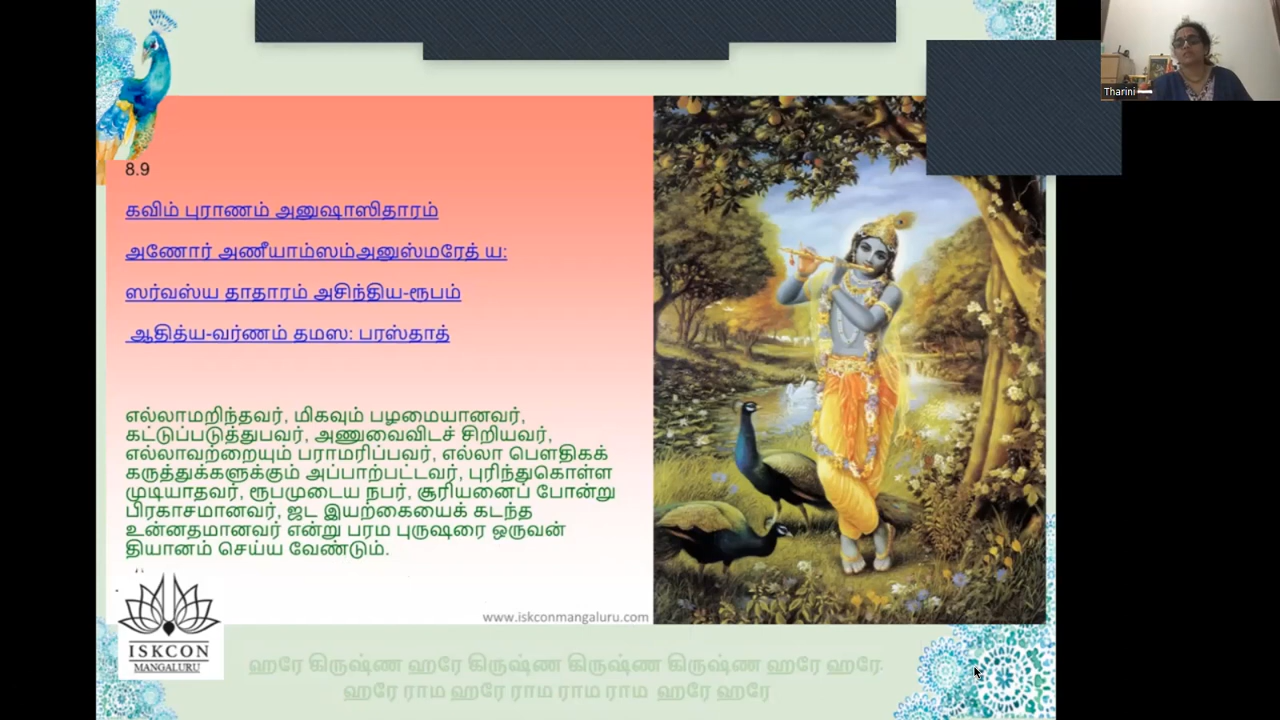 Tharini
8.9
கவிம் புராணம் அனுஷாஸிதாரம்
அணோர் அணீயாம்ஸம்அனுஸ்மரேத் ய:
ஸர்வஸ்ய தாதாரம் அசிந்திய-ரூபம்
ஆதித்ய-வர்ணம் தமஸ: பரஸ்தாத்
எல்லாமறிந்தவர், மிகவும் பழமையானவர்,
கட்டுப்படுத்துபவர், அணுவைவிடச் சிறியவர்,
எல்லாவற்றையும் பராமரிப்பவர், எல்லா பௌதிகக்
கருத்துக்களுக்கும் அப்பாற்பட்டவர், புரிந்துகொள்ள
முடியாதவர், ரூபமுடைய நபர், சூரியனைப் போன்று
பிரகாசமானவர், ஜட இயற்கையைக் கடந்த
உன்னதமானவர் என்று பரம புருஷரை ஒருவன்
தியானம் செய்ய வேண்டும்.
www.iskconmangaluru.com
ISKCON
MANGALURU
ஹரே கிருஷ்ண ஹரே கிருஷ்ண கிருஷ்ண கிருஷ்ண ஹரே ஹரே
ஹரே ராம ஹரே ராம ராம ராம ஹரே ஹரே